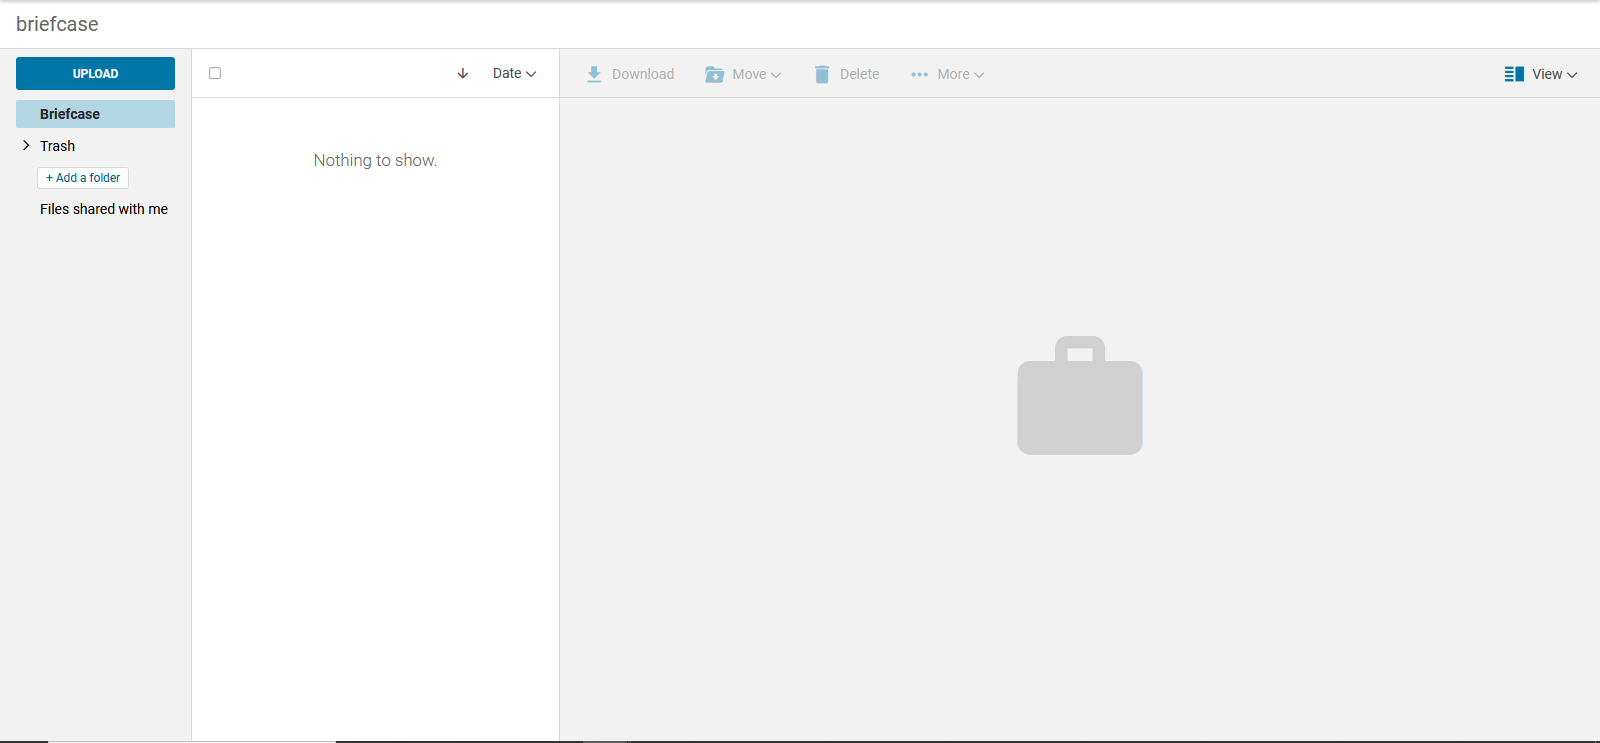 briefcase
UPLOAD
Briefcase
Trash
+ Add a folder
Files shared with me
Date
Nothing to show.
Download Move Delete More View